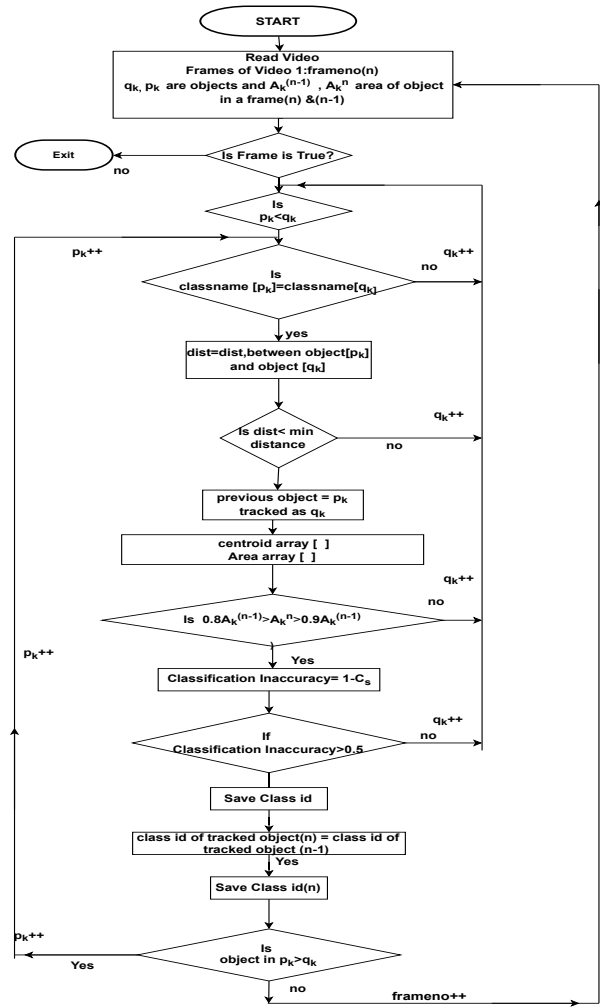 START
Read Video
Frames of Video 1:frameno(n)
qk, pk are objects and Ak(n-1) , Akn area of object
in a frame(n) &(n-1)
Is Frame is True?
Exit
no
Is
pk<qk
pk++
qk++
Is
classname [pk]=classname[qk]
no
yes
dist=dist,between object[pk]
and object [qk]
qk++
Is dist< min
distance
no
previous object = pk
tracked as qk
centroid array [ ]
Area array [ ]
qk++
no
Is 0.8Ak(n-1)>Akn>0.9Ak(n-1)
)
pk++
Yes
Classification Inaccuracy= 1-Cs
qk++
If
Classification Inaccuracy>0.5
no
Save Class id
class id of tracked object(n) = class id of
tracked object (n-1)
Yes
Save Class id(n)
pk++
Is
object in pk>qk
Yes
no
frameno++